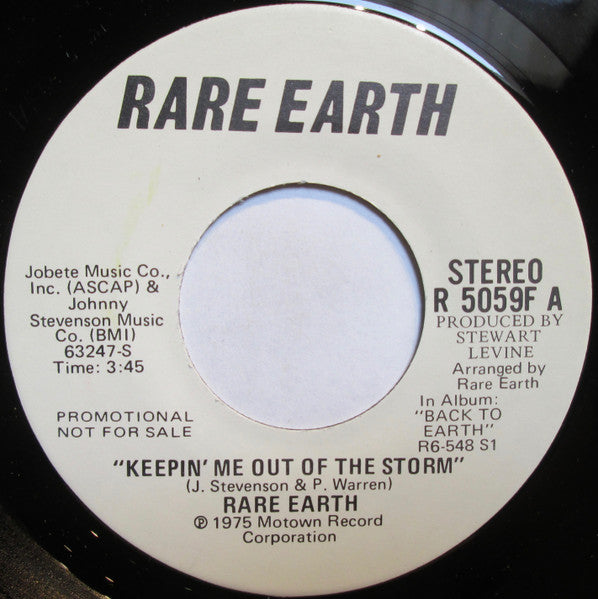 RARE EARTH
Jobete Music Co.,
Inc. (ASCAP) &
Johnny
Stevenson Music
Co. (BMI)
63247-S
Time: 3:45
PROMOTIONAL
NOT FOR SALE
STEREO
R 5059F A
PRODUCED BY
STEWART
LEVINE
Arranged by
Rare Earth
In Album:
"BACK TO
EARTH"
R6-548 S1
"KEEPIN' ME OUT OF THE STORM"
(J. Stevenson & P. Warren)
RARE EARTH
℗ 1975 Motown Record
Corporation